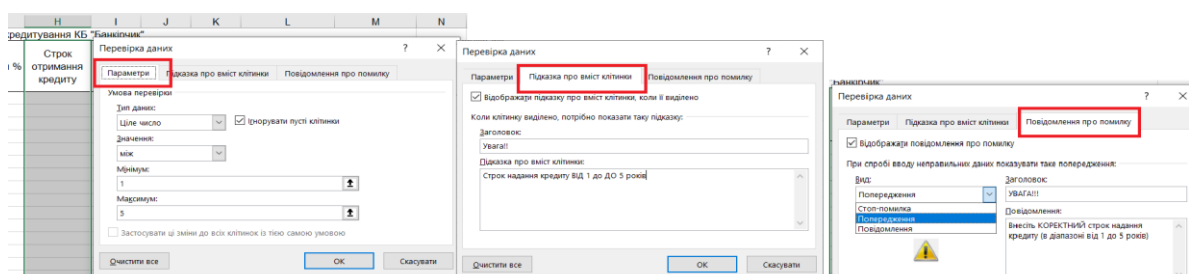 H I J K L M N
кредитування КБ "Банкірчик"
%
Строк
отримання
кредиту
Перевірка даних ? ×
Параметри Підказка про вміст клітинки Повідомлення про помилку
Умова перевірки
Тип даних:
Ціле число
Ігнорувати пусті клітинки
Значення:
між
Мінімум:
1
Максимум:
5
Застосувати ці зміни до всіх клітинок із тією самою умовою
Очистити все OK Скасувати
Перевірка даних ? ×
Параметри Підказка про вміст клітинки Повідомлення про помилку
Відображати підказку про вміст клітинки, коли її виділено
Коли клітинку виділено, потрібно показати таку підказку:
Заголовок:
Увага!!
Підказка про вміст клітинки:
Строк надання кредиту ВІД 1 до ДО 5 років
Очистити все OK Скасувати
Перевірка даних ? ×
Параметри Підказка про вміст клітинки Повідомлення про помилку
Відображати повідомлення про помилку
При спробі вводу неправильних даних показувати таке попередження:
Вид: Заголовок:
Попередження УВАГА!!!
Стоп-помилка
Попередження
Повідомлення
Повідомлення:
Внесіть КОРЕКТНИЙ строк надання
кредиту (в діапазоні від 1 до 5 років)